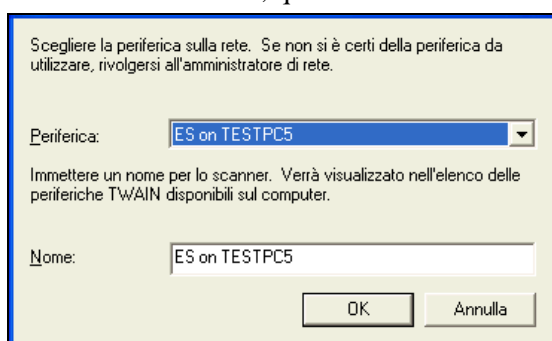 Scegliere la periferica sulla rete. Se non si è certi della periferica da
utilizzare, rivolgersi all'amministratore di rete.
Periferica: ES on TESTPC5
Immettere un nome per lo scanner. Verrà visualizzato nell'elenco delle
periferiche TWAIN disponibili sul computer.
Nome: ES on TESTPC5
OK Annulla